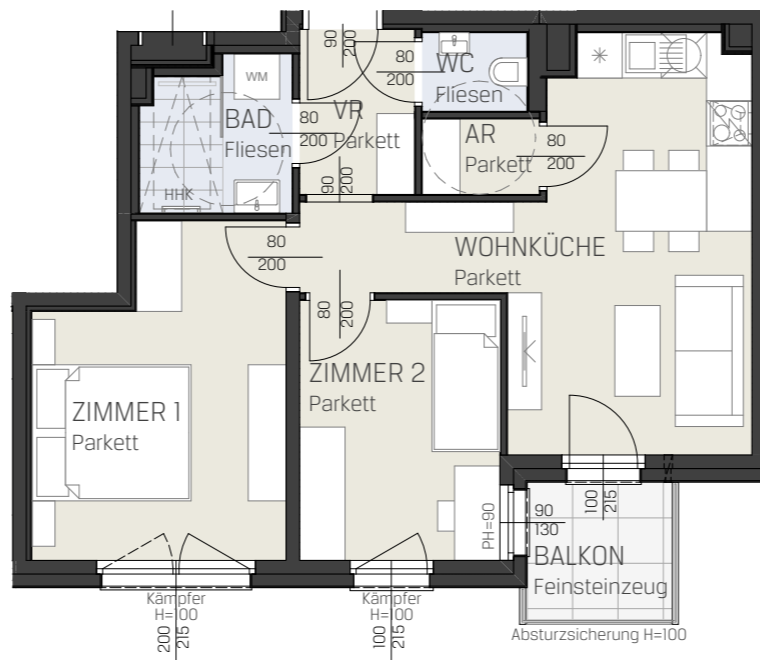 90
200
80
200
WC
Fliesen
WM
BAD
Fliesen
80
200
VR
Parkett
AR
Parkett
80
200
HHK
90
200
80
200
WOHNKÜCHE
Parkett
80
200
ZIMMER 1
Parkett
ZIMMER 2
Parkett
PH=90
90
130
100
215
BALKON
Feinsteinzeug
Kämpfer
H=100
200
215
Kämpfer
H=100
100
215
Absturzsicherung H=100